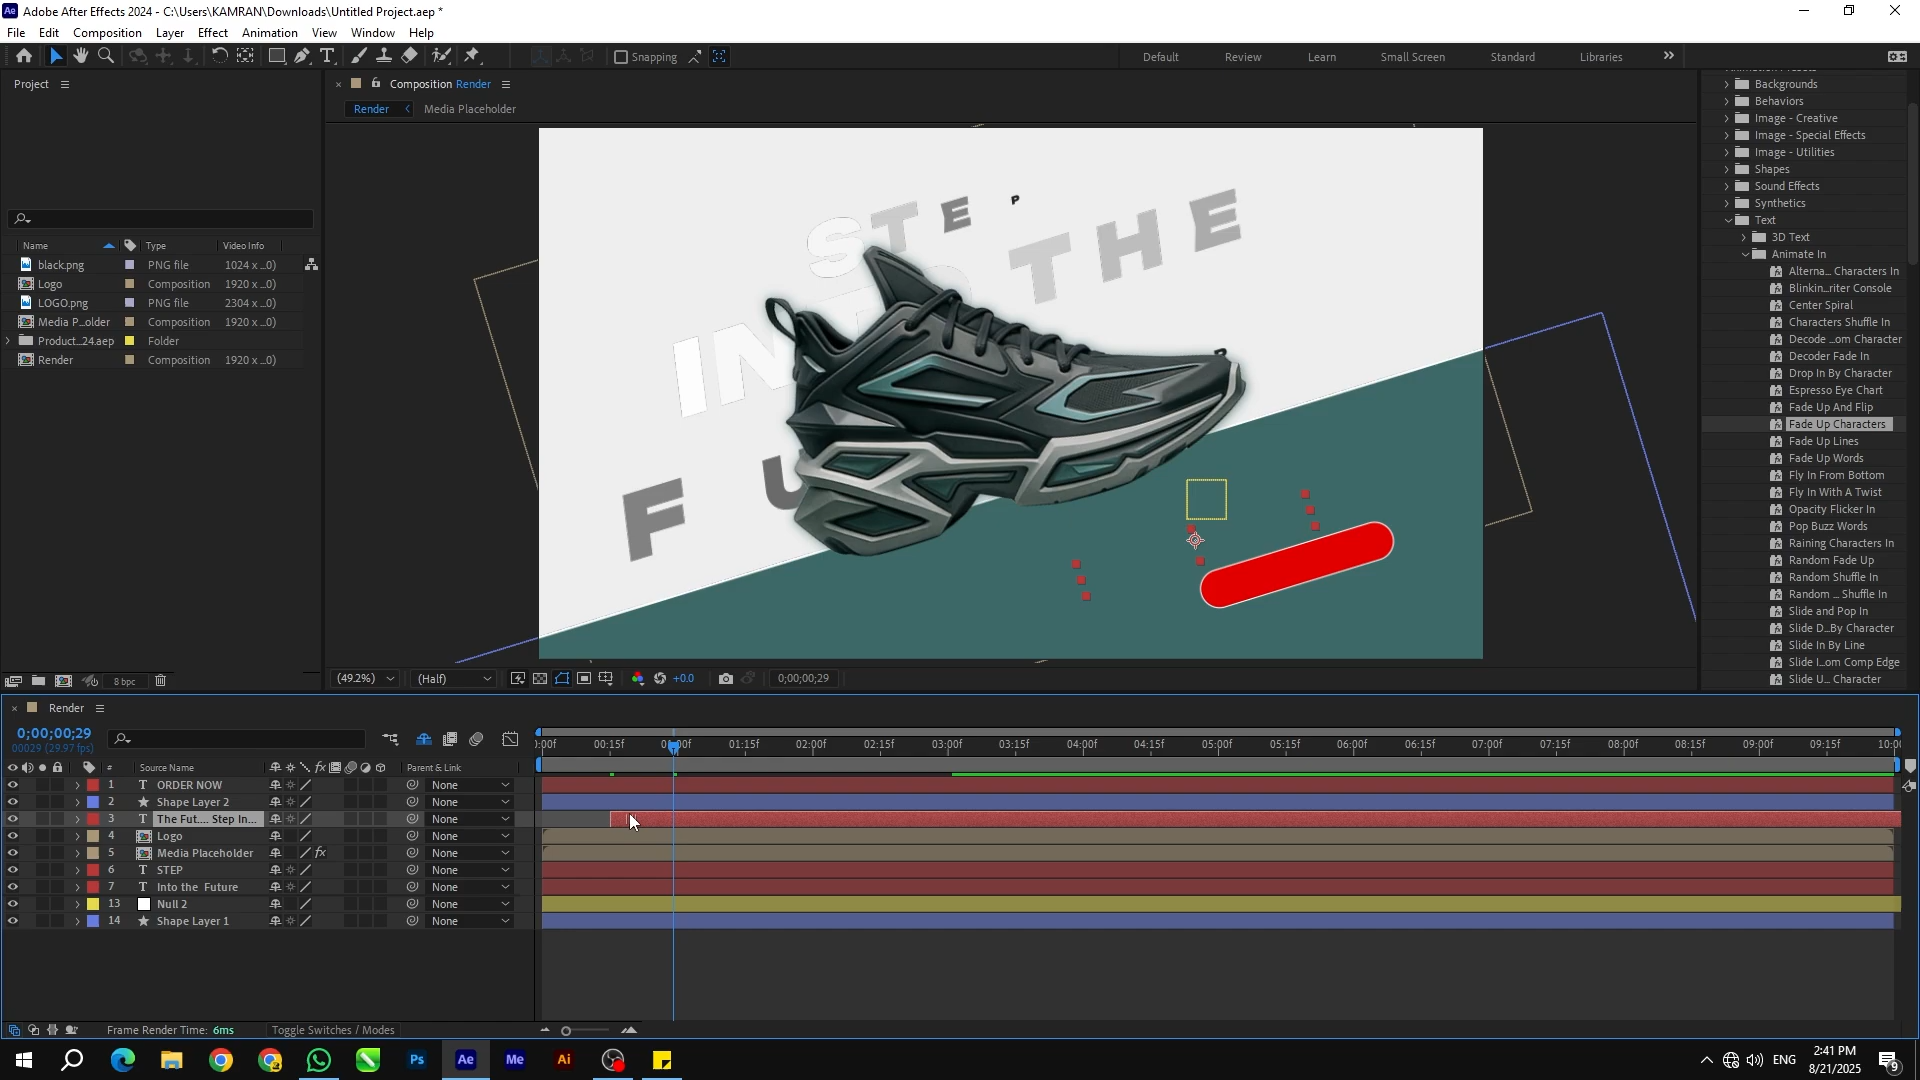 Adobe After Effects 2024 - C:\Users\KAMRAN\Downloads\Untitled Project.aep *
File Edit Composition Layer Effect Animation View Window Help
Snapping
Default Review Learn Small Screen Standard Libraries
Project
Composition Render
Render Media Placeholder
Name Type Video Info
black.png PNG file 1024 x ...0)
Logo Composition 1920 x ...0)
LOGO.png PNG file 2304 x ...0)
Media P...older Composition 1920 x ...0)
Product...24.aep Folder
Render Composition 1920 x ...0)
8 bpc
STEP
IN THE
F U
(49.2%) (Half) +0.0 0;00;00;29
Backgrounds
Behaviors
Image - Creative
Image - Special Effects
Image - Utilities
Shapes
Sound Effects
Synthetics
Text
3D Text
Animate In
Alterna... Characters In
Blinkin...riter Console
Center Spiral
Characters Shuffle In
Decode ...om Character
Decoder Fade In
Drop In By Character
Espresso Eye Chart
Fade Up And Flip
Fade Up Characters
Fade Up Lines
Fade Up Words
Fly In From Bottom
Fly In With A Twist
Opacity Flicker In
Pop Buzz Words
Raining Characters In
Random Fade Up
Random Shuffle In
Random ... Shuffle In
Slide and Pop In
Slide D...By Character
Slide In By Line
Slide I...om Comp Edge
Slide U... Character
Render
0;00;00;29
00029 (29.97 fps)
:00f 00:15f 01:00f 01:15f 02:00f 02:15f 03:00f 03:15f 04:00f 04:15f 05:00f 05:15f 06:00f 06:15f 07:00f 07:15f 08:00f 08:15f 09:00f 09:15f 10:00
# Source Name Parent & Link
1 T ORDER NOW None
2 Shape Layer 2 None
3 T The Fut.... Step In... None
4 Logo None
5 Media Placeholder fx None
6 T STEP None
7 T Into the Future None
13 Null 2 None
14 Shape Layer 1 None
Frame Render Time: 6ms Toggle Switches / Modes
Ps Ae Me Ai
ENG
2:41 PM
8/21/2025
9